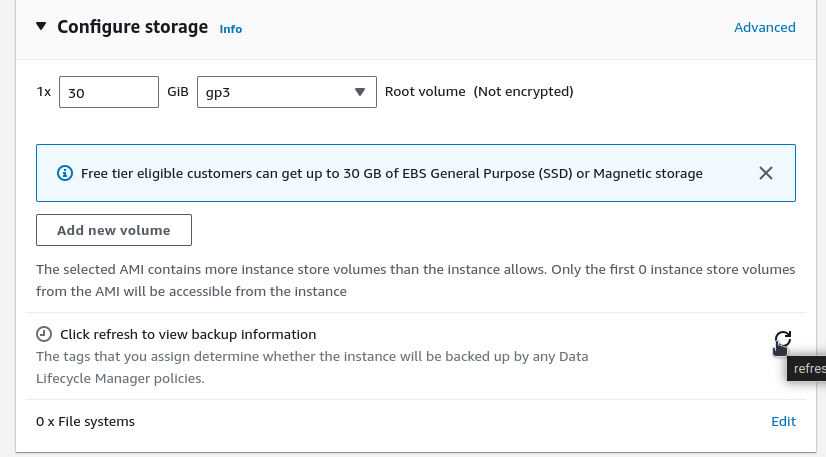 Configure storage Info Advanced
1x 30 GiB gp3 Root volume (Not encrypted)
Free tier eligible customers can get up to 30 GB of EBS General Purpose (SSD) or Magnetic storage
Add new volume
The selected AMI contains more instance store volumes than the instance allows. Only the first 0 instance store volumes
from the AMI will be accessible from the instance
Click refresh to view backup information
The tags that you assign determine whether the instance will be backed up by any Data
Lifecycle Manager policies.
refres
0 x File systems Edit